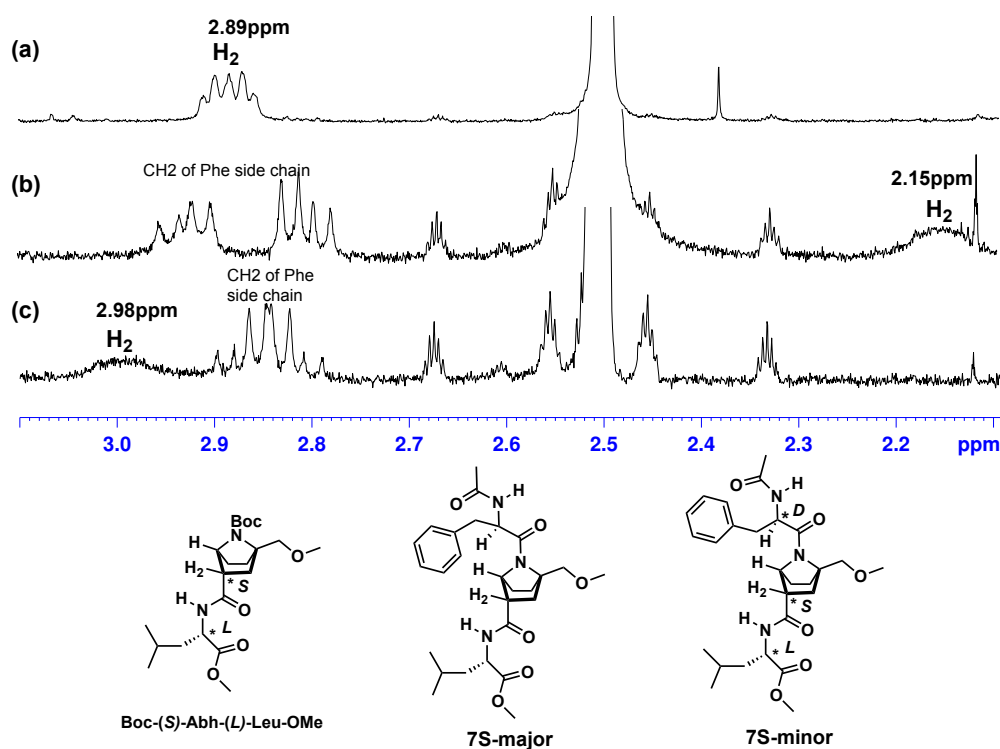 (a)
2.89ppm
H2
(b)
CH2 of Phe side chain
2.15ppm
H2
(c)
2.98ppm
H2
CH2 of Phe
side chain
3.0 2.9 2.8 2.7 2.6 2.5 2.4 2.3 2.2 ppm
Boc
N
H
O
H2
* S
H
N
O
* L
O
O
Boc-(S)-Abh-(L)-Leu-OMe
O
N
H
O
H
N
H
O
H2
H
N
O
O
O
7S-major
O
N
H
* D
O
H
N
H
O
H2
* S
H
N
O
* L
O
O
7S-minor